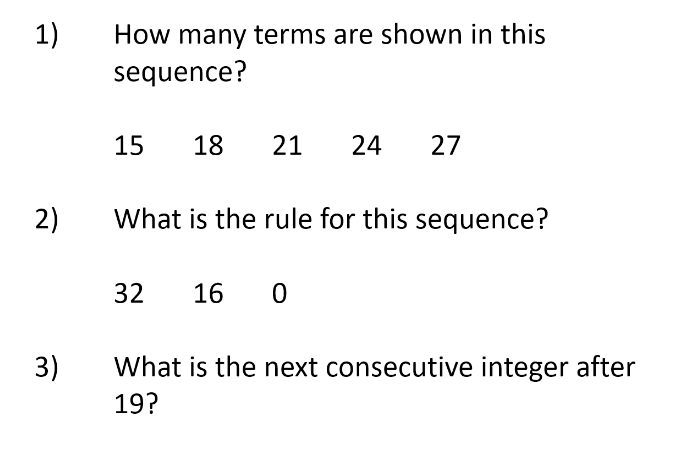 1) How many terms are shown in this
sequence?
15 18 21 24 27
2) What is the rule for this sequence?
32 16 0
3) What is the next consecutive integer after
19?